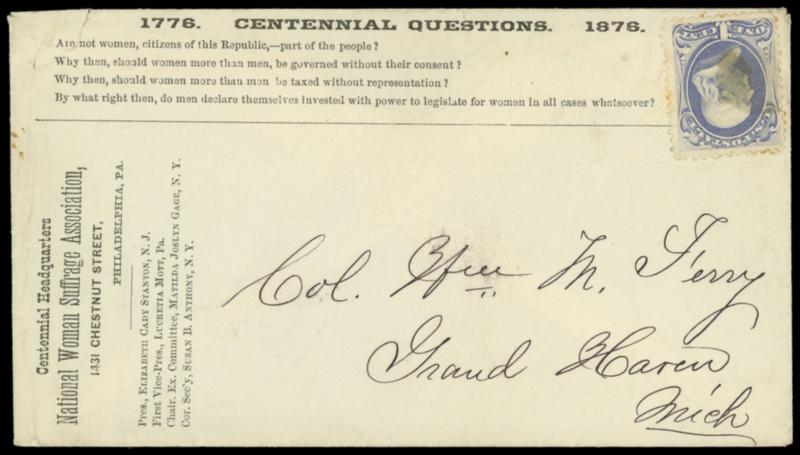 1776. CENTENNIAL QUESTIONS. 1876.
Are not women, citizens of this Republic,—part of the people?
Why then, should women more than men, be governed without their consent?
Why then, should women more than men be taxed without representation?
By what right then, do men declare themselves invested with power to legislate for women in all cases whatsoever?
Centennial Headquarters
National Woman Suffrage Association,
1431 CHESTNUT STREET,
PHILADELPHIA, PA.
Pres., ELIZABETH CADY STANTON, N. J.
First Vice-Pres., LUCRETIA MOTT, Pa.
Chair. Ex. Committee, MATILDA JOSLYN GAGE, N. Y.
Cor. Sec'y, SUSAN B. ANTHONY, N. Y.
Col. Wm M. Ferry
Grand Haven
Mich